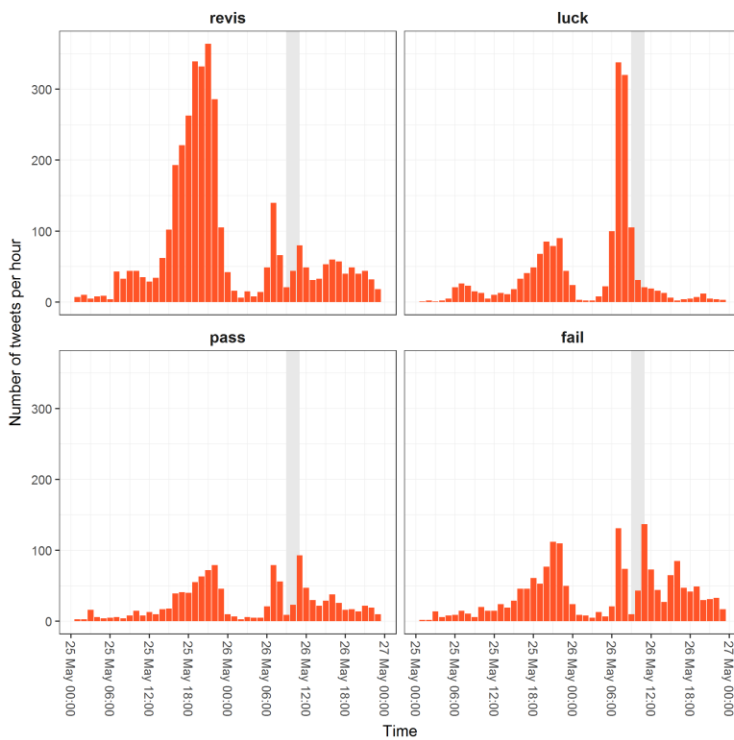 revis
luck
300
200
100
0
pass
fail
300
200
100
0
Number of tweets per hour
25 May 00:00
25 May 06:00
25 May 12:00
25 May 18:00
26 May 00:00
26 May 06:00
26 May 12:00
26 May 18:00
27 May 00:00
25 May 00:00
25 May 06:00
25 May 12:00
25 May 18:00
26 May 00:00
26 May 06:00
26 May 12:00
26 May 18:00
27 May 00:00
Time